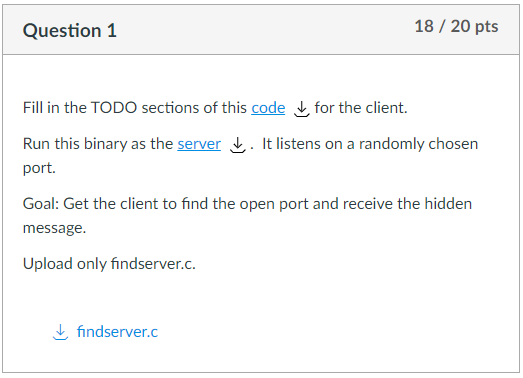 Question 1
18 / 20 pts
Fill in the TODO sections of this code for the client.
Run this binary as the server . It listens on a randomly chosen
port.
Goal: Get the client to find the open port and receive the hidden
message.
Upload only findserver.c.
findserver.c